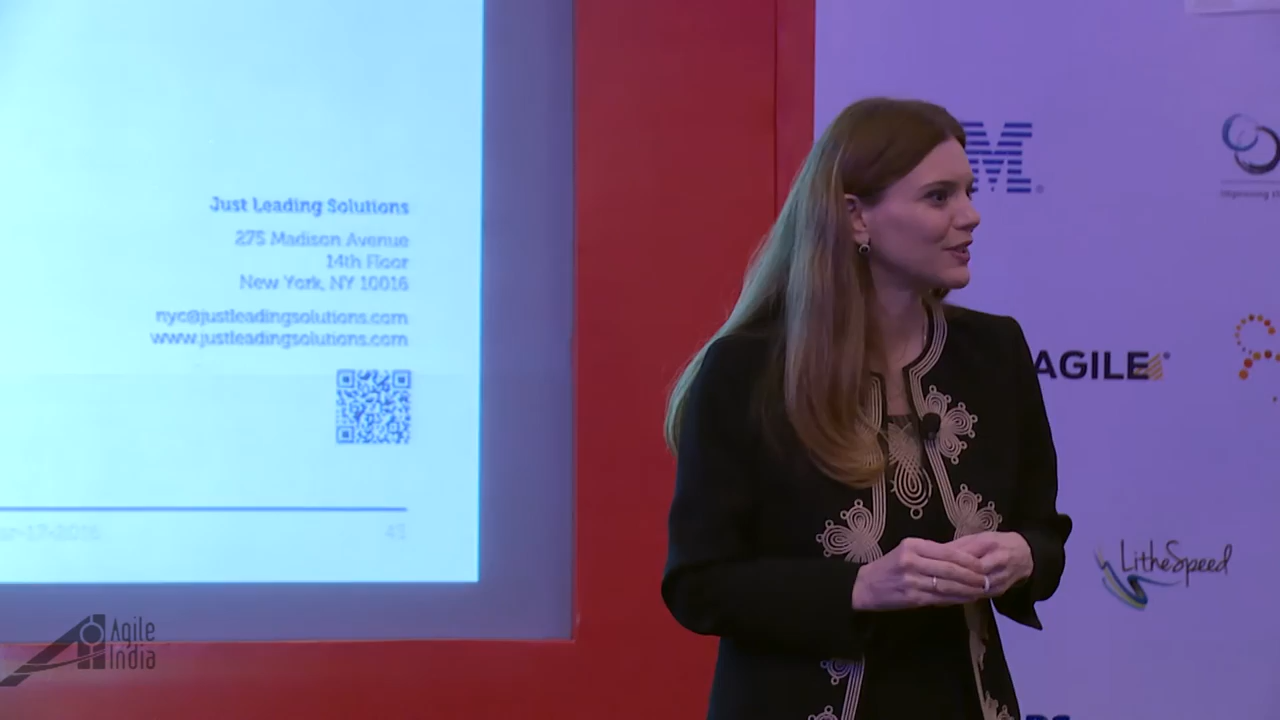 Just Leading Solutions
275 Madison Avenue
14th Floor
New York, NY 10016
nyc@justleadingsolutions.com
www.justleadingsolutions.com
43
Agile
India
M
AGILE
LitheSpeed